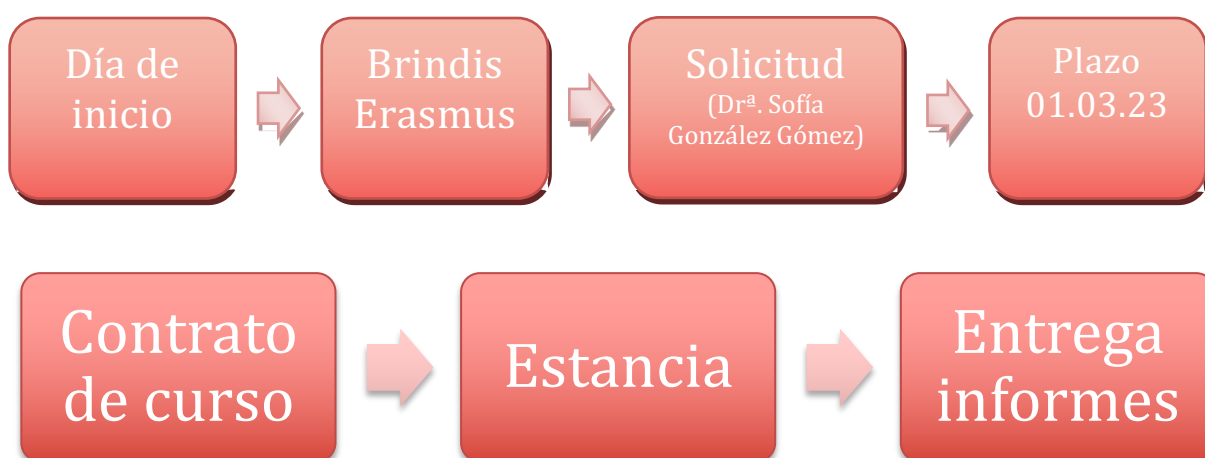 Día de
inicio
Brindis
Erasmus
Solicitud
(Drª. Sofía
González Gómez)
Plazo
01.03.23
Contrato
de curso
Estancia
Entrega
informes